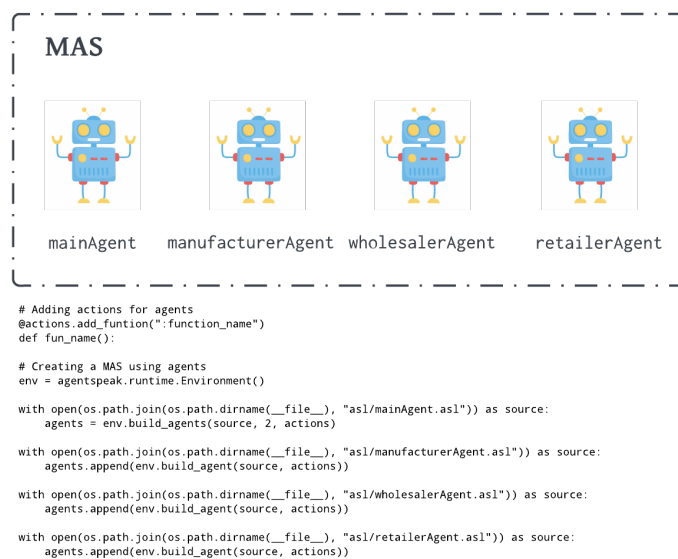 MAS
mainAgent manufacturerAgent wholesalerAgent retailerAgent
# Adding actions for agents
@actions.add_funtion(":function_name")
def fun_name():
# Creating a MAS using agents
env = agentspeak.runtime.Environment()
with open(os.path.join(os.path.dirname(__file__), "asl/mainAgent.asl")) as source:
    agents = env.build_agents(source, 2, actions)
with open(os.path.join(os.path.dirname(__file__), "asl/manufacturerAgent.asl")) as source:
    agents.append(env.build_agent(source, actions))
with open(os.path.join(os.path.dirname(__file__), "asl/wholesalerAgent.asl")) as source:
    agents.append(env.build_agent(source, actions))
with open(os.path.join(os.path.dirname(__file__), "asl/retailerAgent.asl")) as source:
    agents.append(env.build_agent(source, actions))